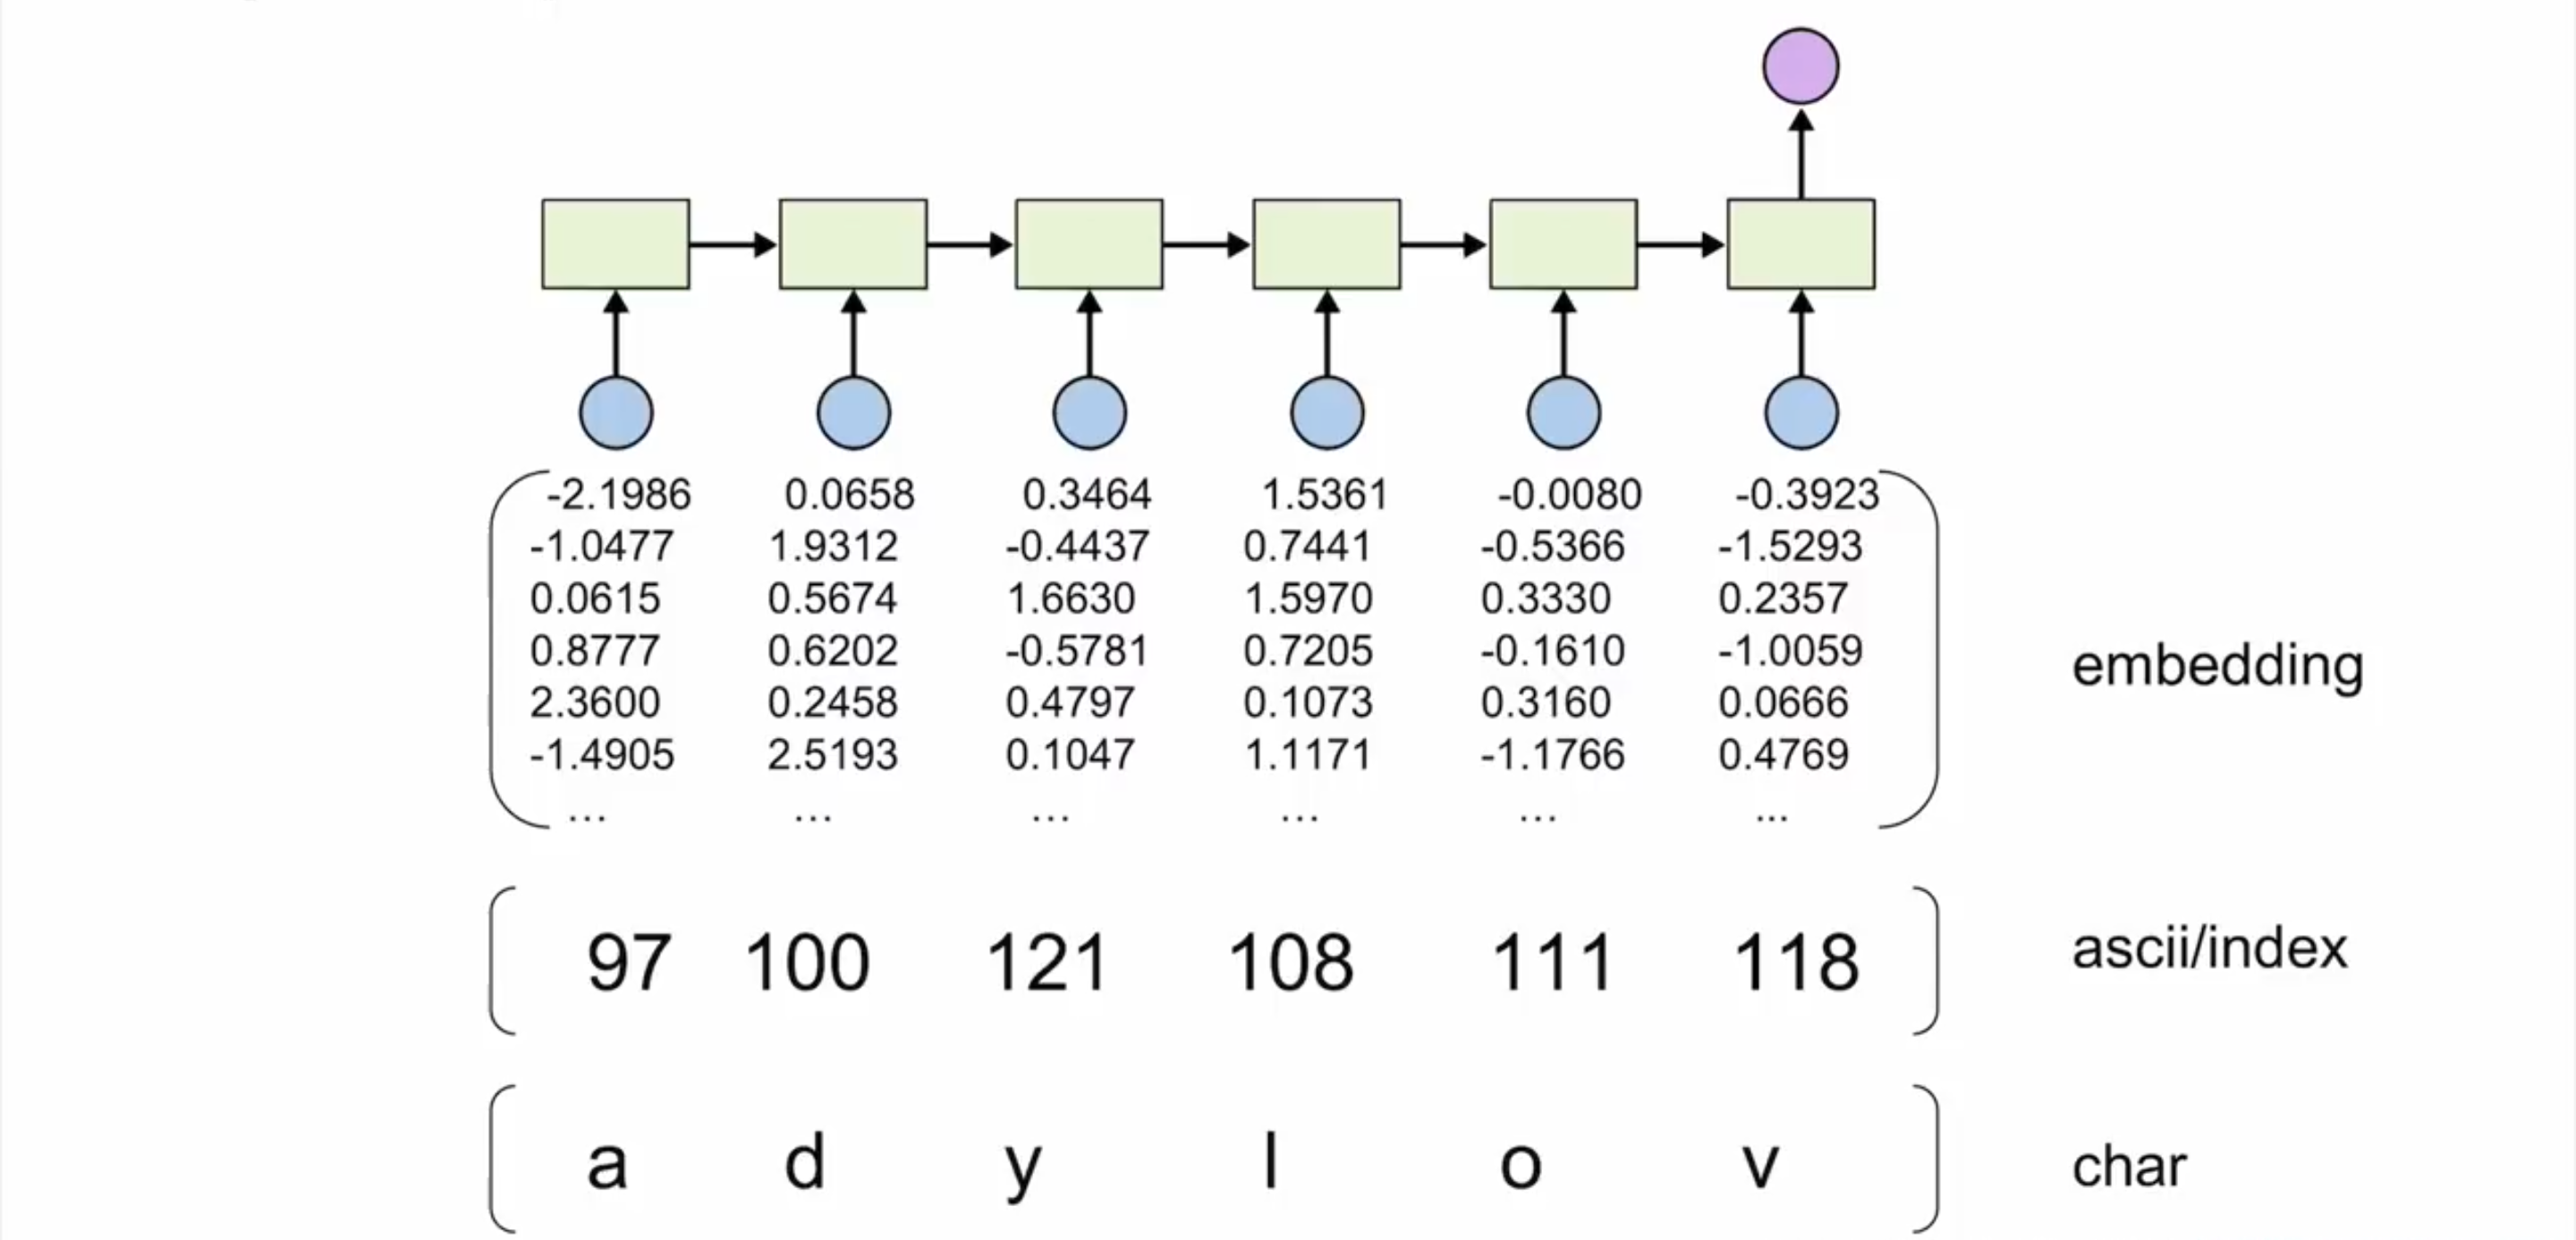 -2.1986 0.0658 0.3464 1.5361 -0.0080 -0.3923
-1.0477 1.9312 -0.4437 0.7441 -0.5366 -1.5293
0.0615 0.5674 1.6630 1.5970 0.3330 0.2357
0.8777 0.6202 -0.5781 0.7205 -0.1610 -1.0059
2.3600 0.2458 0.4797 0.1073 0.3160 0.0666
-1.4905 2.5193 0.1047 1.1171 -1.1766 0.4769
... ... ... ... ... ...
embedding
97 100 121 108 111 118 ascii/index
a d y l o v char